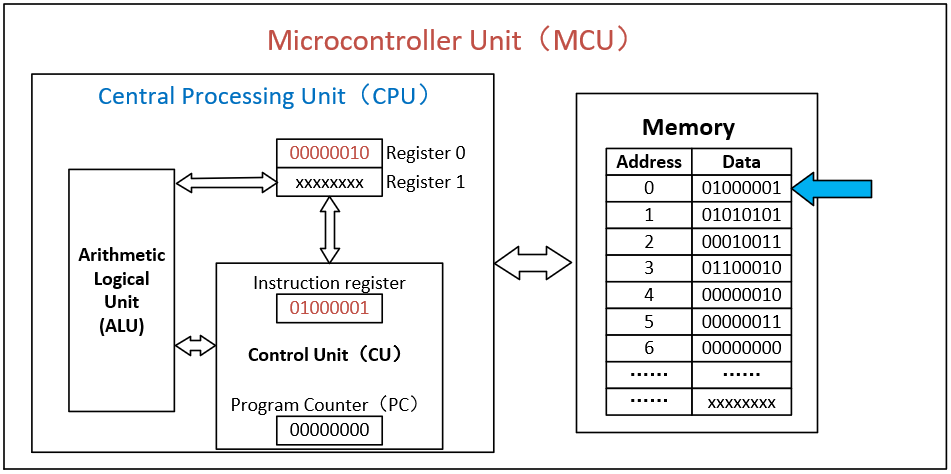 Microcontroller Unit（MCU）
Central Processing Unit（CPU）
00000010 Register 0
xxxxxxxx Register 1
Arithmetic
Logical
Unit
(ALU)
Instruction register
01000001
Control Unit（CU）
Program Counter（PC）
00000000
Memory
Address Data
0 01000001
1 01010101
2 00010011
3 01100010
4 00000010
5 00000011
6 00000000
······ ······
······ xxxxxxxx